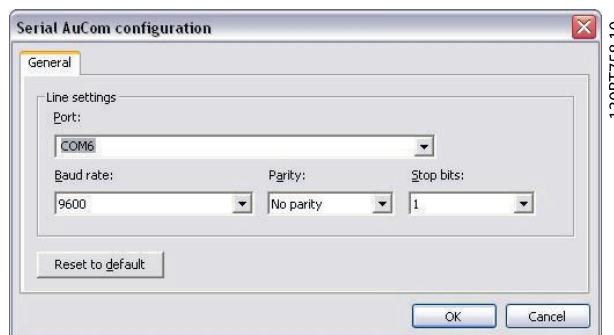 Serial AuCom configuration
General
Line settings
Port:
COM6
Baud rate:
Parity:
Stop bits:
9600
No parity
1
Reset to default
OK
Cancel